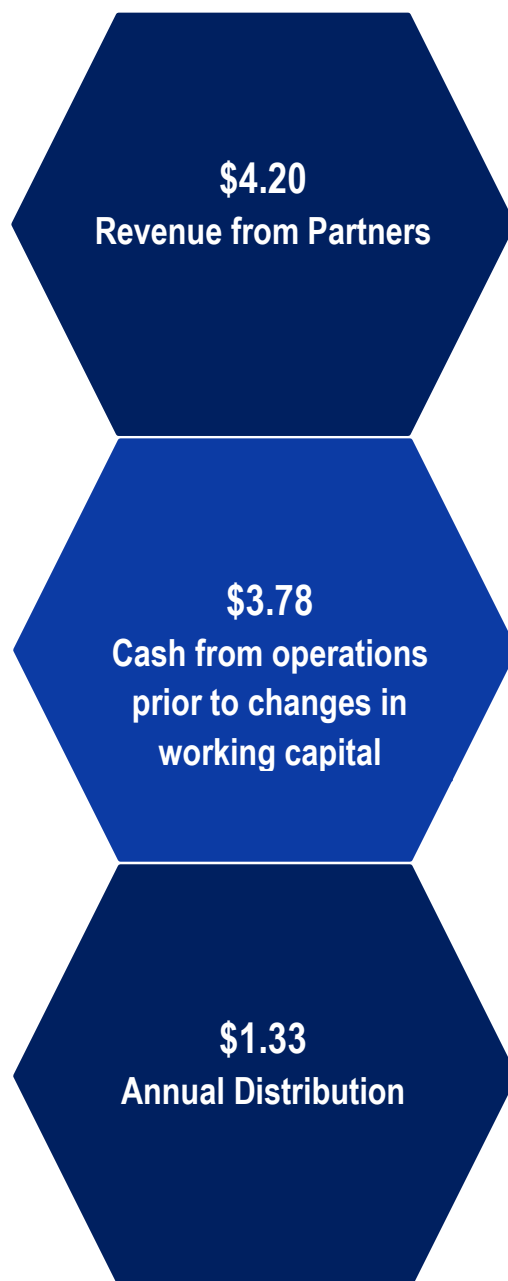 $4.20
Revenue from Partners
$3.78
Cash from operations
prior to changes in
working capital
$1.33
Annual Distribution